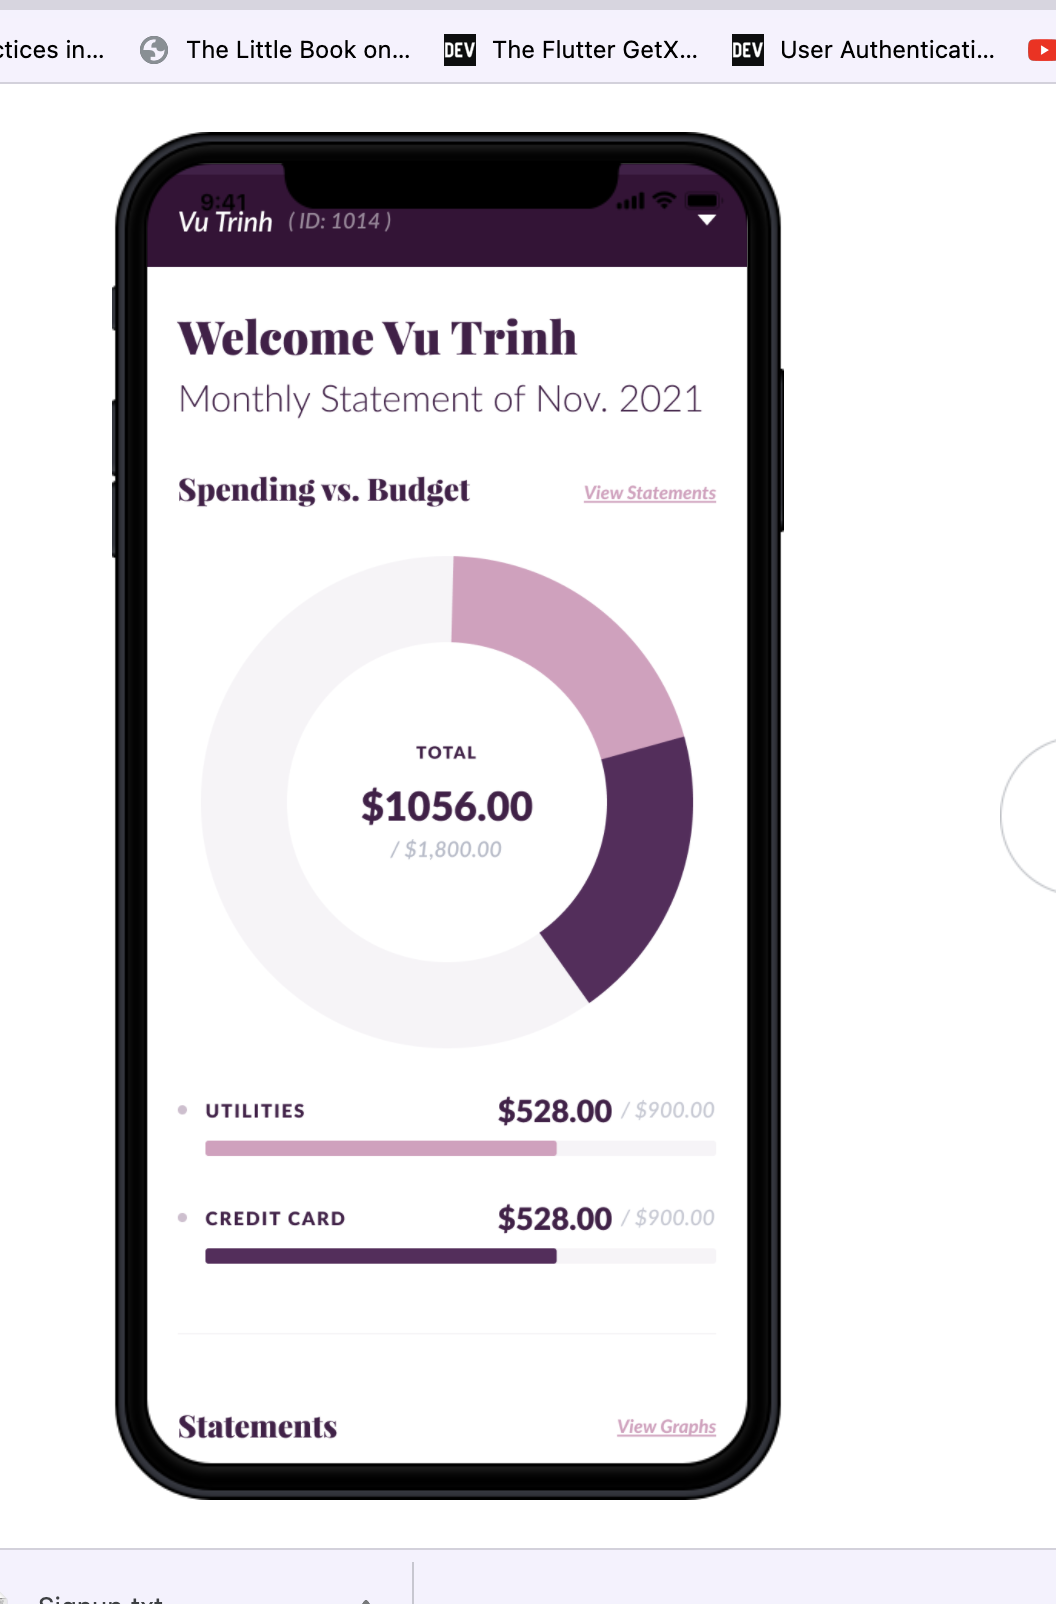 ctices in...
The Little Book on...
DEV
The Flutter GetX...
DEV
User Authenticati...
9:41
Vu Trinh ( ID: 1014 )
Welcome Vu Trinh
Monthly Statement of Nov. 2021
Spending vs. Budget
View Statements
TOTAL
$1056.00
/ $1,800.00
UTILITIES
$528.00 / $900.00
CREDIT CARD
$528.00 / $900.00
Statements
View Graphs
Signup.txt